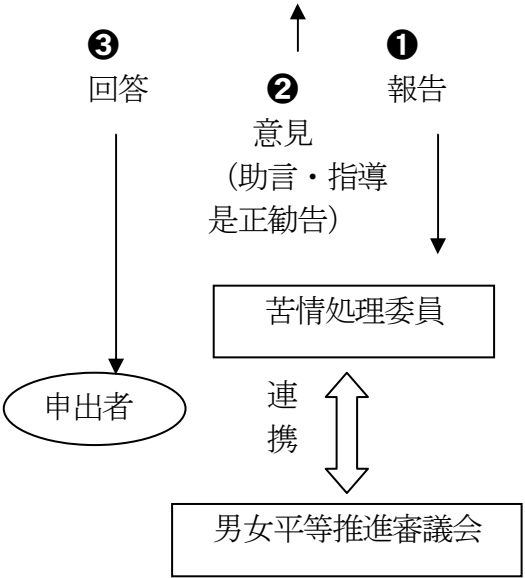 ❸
回答
❷
意見
（助言・指導
是正勧告）
❶
報告
苦情処理委員
申出者
連
携
男女平等推進審議会